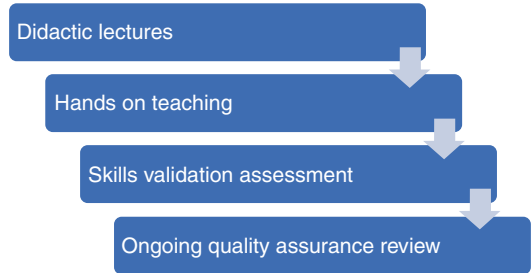 Didactic lectures
Hands on teaching
Skills validation assessment
Ongoing quality assurance review